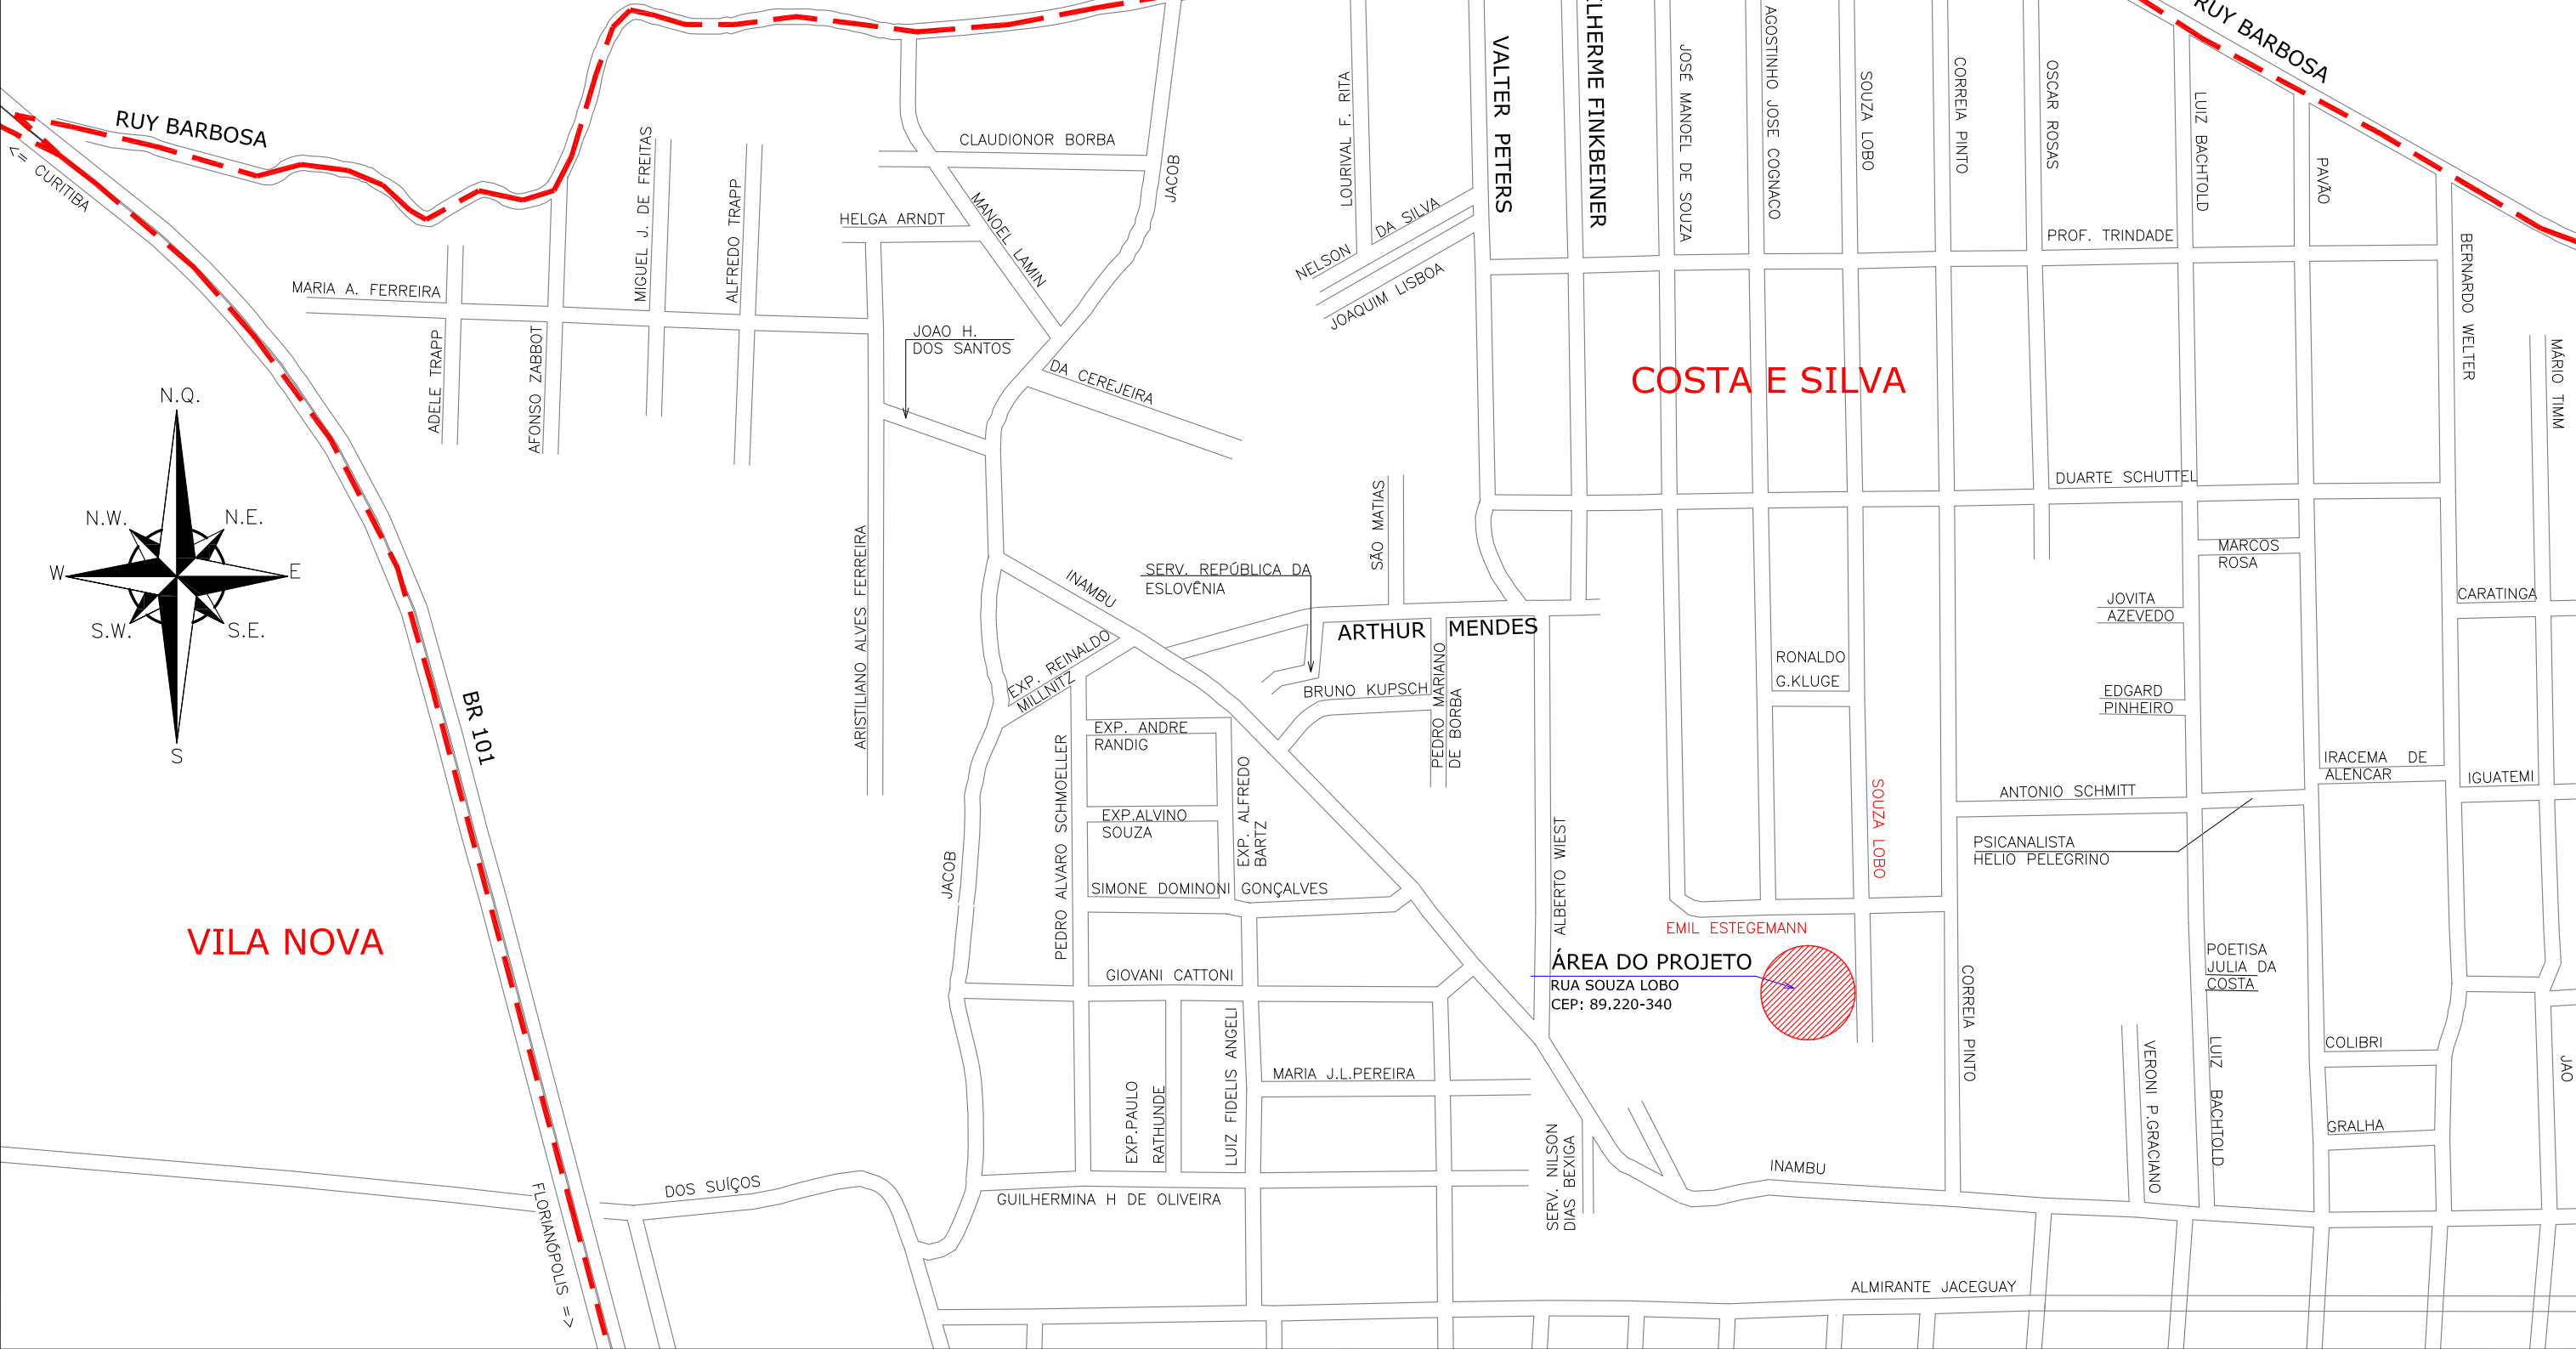 RUY BARBOSA
<= CURITIBA
CLAUDIONOR BORBA
JACOB
LOURIVAL F. RITA
VALTER PETERS
LHERME FINKBEINER
JOSÉ MANOEL DE SOUZA
AGOSTINHO JOSE COGNACO
SOUZA LOBO
CORREIA PINTO
OSCAR ROSAS
LUIZ BACHTOLD
RUY BARBOSA
PAVÃO
PROF. TRINDADE
BERNARDO WELTER
MÁRIO TIMM
MIGUEL J. DE FREITAS
ALFREDO TRAPP
HELGA ARNDT
MANOEL LAMIN
NELSON DA SILVA
JOAQUIM LISBOA
MARIA A. FERREIRA
ADELE TRAPP
AFONSO ZABBOT
JOAO H.
DOS SANTOS
DA CEREJEIRA
COSTA E SILVA
N.Q.
N.W.
N.E.
W
E
S.W.
S.E.
S
DUARTE SCHUTTEL
MARCOS
ROSA
SÃO MATIAS
ARISTILIANO ALVES FERREIRA
INAMBU
SERV. REPÚBLICA DA
ESLOVÊNIA
ARTHUR MENDES
JOVITA
AZEVEDO
CARATINGA
EXP. REINALDO
MILLNITZ
BRUNO KUPSCH
PEDRO MARIANO
DE BORBA
RONALDO
G.KLUGE
EDGARD
PINHEIRO
BR 101
EXP. ANDRE
RANDIG
PEDRO ALVARO SCHMOELLER
EXP. ALFREDO
BARTZ
EXP.ALVINO
SOUZA
IRACEMA DE
ALENCAR
IGUATEMI
ANTONIO SCHMITT
SOUZA LOBO
PSICANALISTA
HELIO PELEGRINO
JACOB
ALBERTO WIEST
SIMONE DOMINONI GONÇALVES
VILA NOVA
EMIL ESTEGEMANN
ÁREA DO PROJETO
RUA SOUZA LOBO
CEP: 89.220-340
GIOVANI CATTONI
CORREIA PINTO
POETISA
JULIA DA
COSTA
COLIBRI
VERONI P.GRACIANO
LUIZ BACHTOLD
JAO
EXP.PAULO
RATHUNDE
LUIZ FIDELIS ANGELI
MARIA J.L.PEREIRA
GRALHA
SERV. NILSON
DIAS BEXIGA
INAMBU
DOS SUÍÇOS
GUILHERMINA H DE OLIVEIRA
FLORIANÓPOLIS =>
ALMIRANTE JACEGUAY